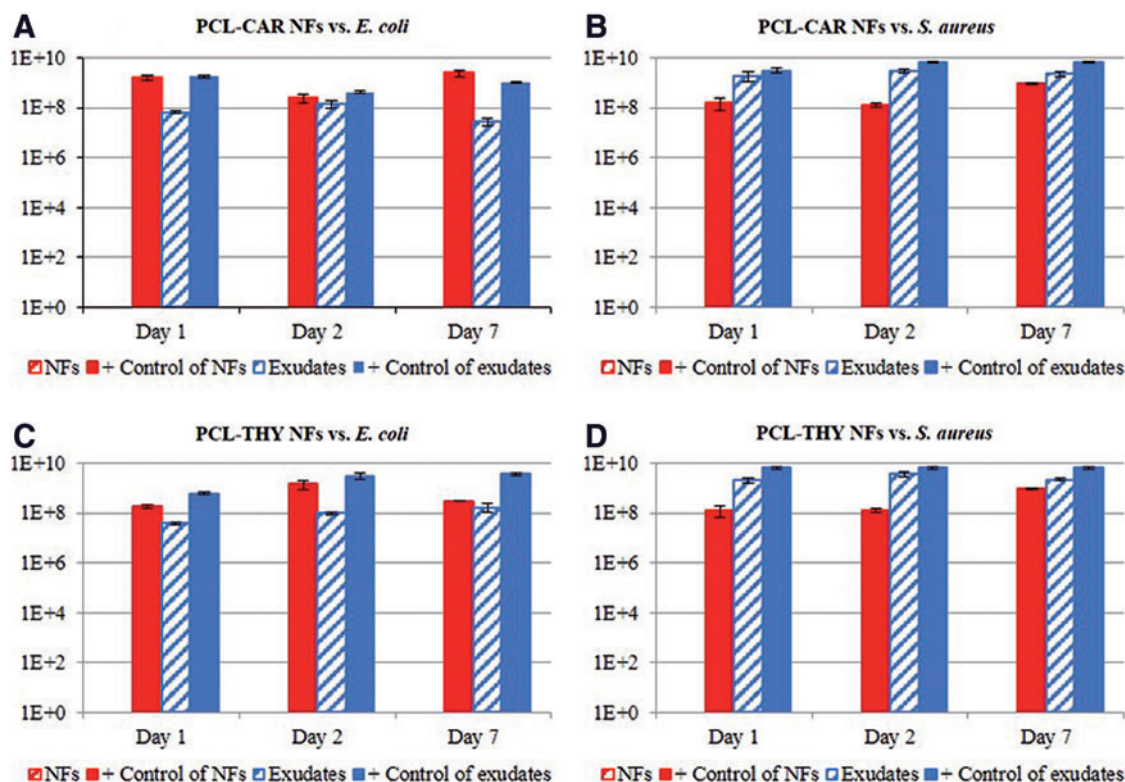 A
PCL-CAR NFs vs. E. coli
1E+10
1E+8
1E+6
1E+4
1E+2
1E+0
Day 1 Day 2 Day 7
NFs + Control of NFs Exudates + Control of exudates
B
PCL-CAR NFs vs. S. aureus
1E+10
1E+8
1E+6
1E+4
1E+2
1E+0
Day 1 Day 2 Day 7
NFs + Control of NFs Exudates + Control of exudates
C
PCL-THY NFs vs. E. coli
1E+10
1E+8
1E+6
1E+4
1E+2
1E+0
Day 1 Day 2 Day 7
NFs + Control of NFs Exudates + Control of exudates
D
PCL-THY NFs vs. S. aureus
1E+10
1E+8
1E+6
1E+4
1E+2
1E+0
Day 1 Day 2 Day 7
NFs + Control of NFs Exudates + Control of exudates